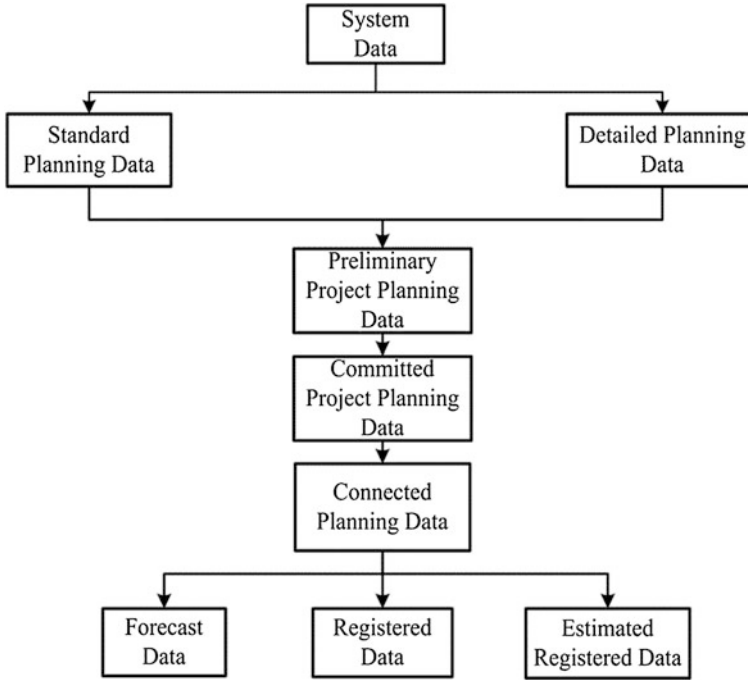 System
Data
Standard
Planning Data
Detailed Planning
Data
Preliminary
Project Planning
Data
Committed
Project Planning
Data
Connected
Planning Data
Forecast
Data
Registered
Data
Estimated
Registered Data